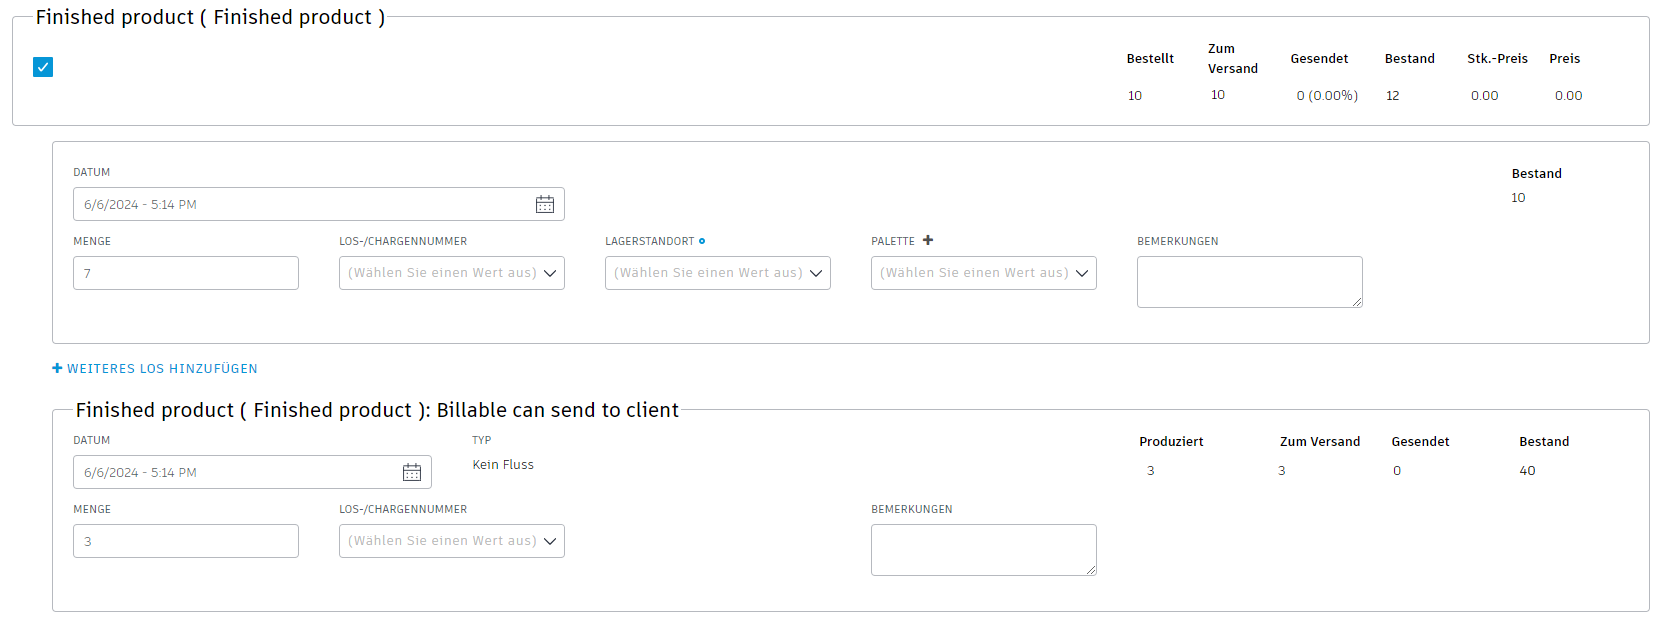 Finished product ( Finished product )
Bestellt Zum Versand Gesendet Bestand Stk.-Preis Preis
10 10 0 (0.00%) 12 0.00 0.00
DATUM Bestand
6/6/2024 - 5:14 PM 10
MENGE LOS-/CHARGENNUMMER LAGERSTANDORT PALETTE BEMERKUNGEN
7 (Wählen Sie einen Wert aus) (Wählen Sie einen Wert aus) (Wählen Sie einen Wert aus)
WEITERES LOS HINZUFÜGEN
Finished product ( Finished product ): Billable can send to client
DATUM TYP Produziert Zum Versand Gesendet Bestand
6/6/2024 - 5:14 PM Kein Fluss 3 3 0 40
MENGE LOS-/CHARGENNUMMER BEMERKUNGEN
3 (Wählen Sie einen Wert aus)